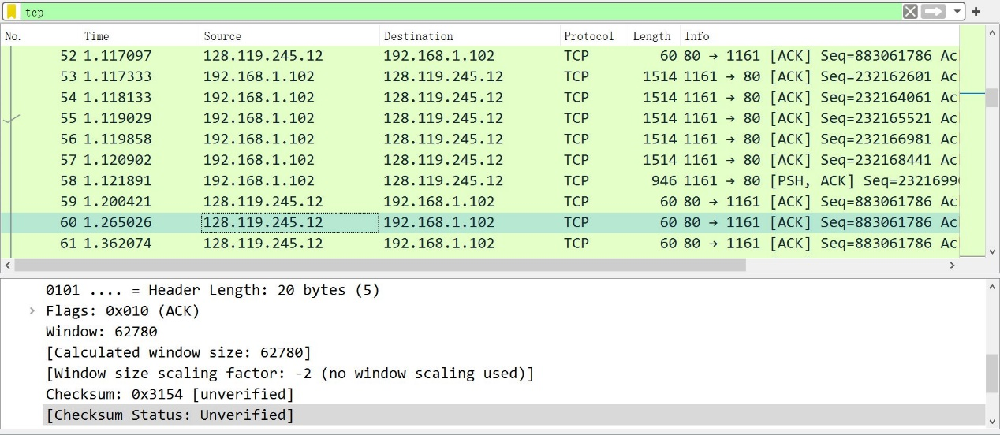 tcp
No. Time Source Destination Protocol Length Info
52 1.117097 128.119.245.12 192.168.1.102 TCP 60 80 → 1161 [ACK] Seq=883061786 Ac
53 1.117333 192.168.1.102 128.119.245.12 TCP 1514 1161 → 80 [ACK] Seq=232162601 Ac
54 1.118133 192.168.1.102 128.119.245.12 TCP 1514 1161 → 80 [ACK] Seq=232164061 Ac
55 1.119029 192.168.1.102 128.119.245.12 TCP 1514 1161 → 80 [ACK] Seq=232165521 Ac
56 1.119858 192.168.1.102 128.119.245.12 TCP 1514 1161 → 80 [ACK] Seq=232166981 Ac
57 1.120902 192.168.1.102 128.119.245.12 TCP 1514 1161 → 80 [ACK] Seq=232168441 Ac
58 1.121891 192.168.1.102 128.119.245.12 TCP 946 1161 → 80 [PSH, ACK] Seq=2321699
59 1.200421 128.119.245.12 192.168.1.102 TCP 60 80 → 1161 [ACK] Seq=883061786 Ac
60 1.265026 128.119.245.12 192.168.1.102 TCP 60 80 → 1161 [ACK] Seq=883061786 Ac
61 1.362074 128.119.245.12 192.168.1.102 TCP 60 80 → 1161 [ACK] Seq=883061786 Ac
0101 .... = Header Length: 20 bytes (5)
Flags: 0x010 (ACK)
Window: 62780
[Calculated window size: 62780]
[Window size scaling factor: -2 (no window scaling used)]
Checksum: 0x3154 [unverified]
[Checksum Status: Unverified]